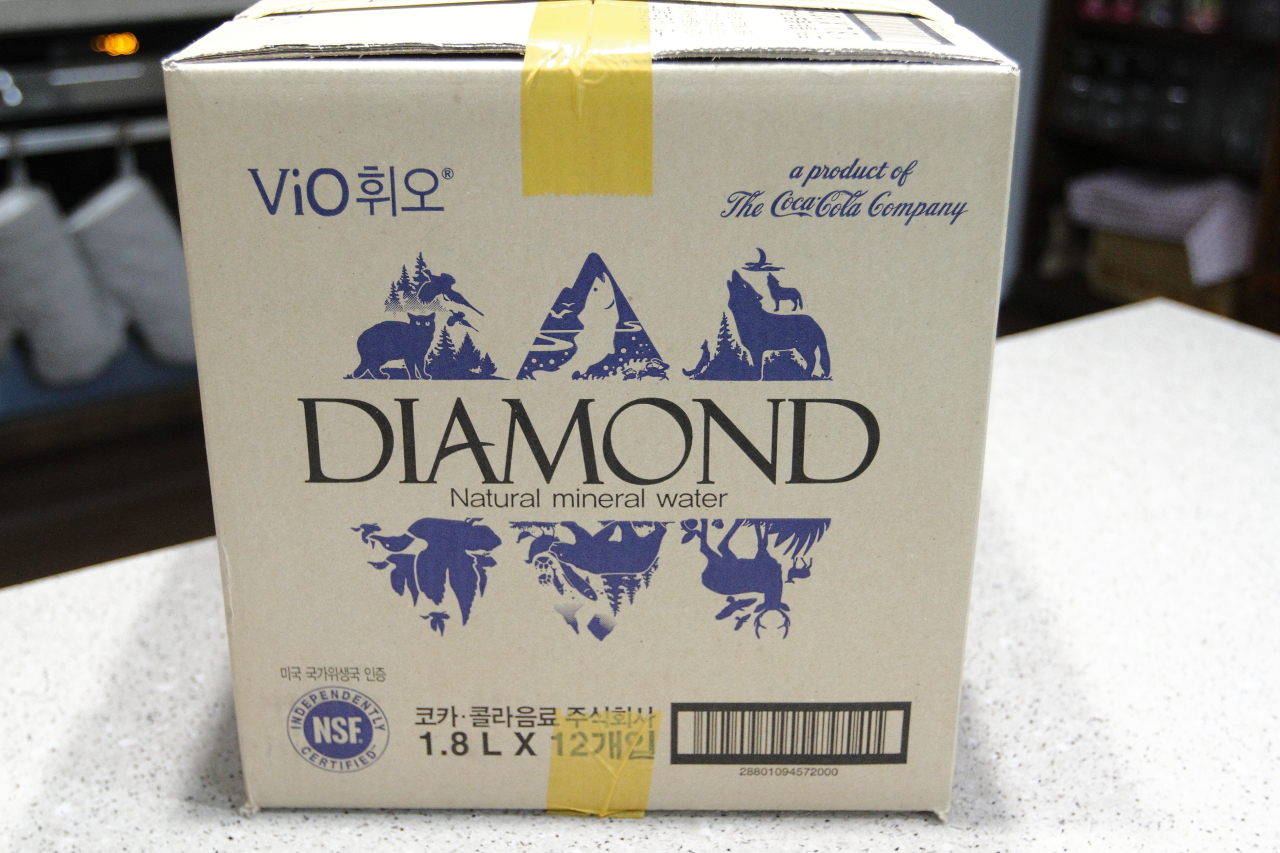 ViO휘오®
a product of
The Coca-Cola Company
DIAMOND
Natural mineral water
미국 국가위생국 인증
INDEPENDENTLY
NSF.
CERTIFIED™
코카·콜라음료 주식회사
1.8 L X 12개입
28801094572000